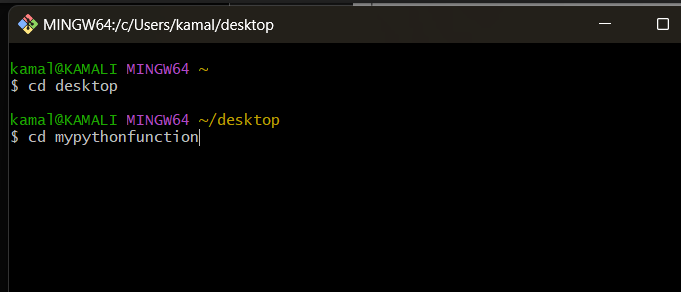 MINGW64:/c/Users/kamal/desktop
kamal@KAMALI MINGW64 ~
$ cd desktop
kamal@KAMALI MINGW64 ~/desktop
$ cd mypythonfunction